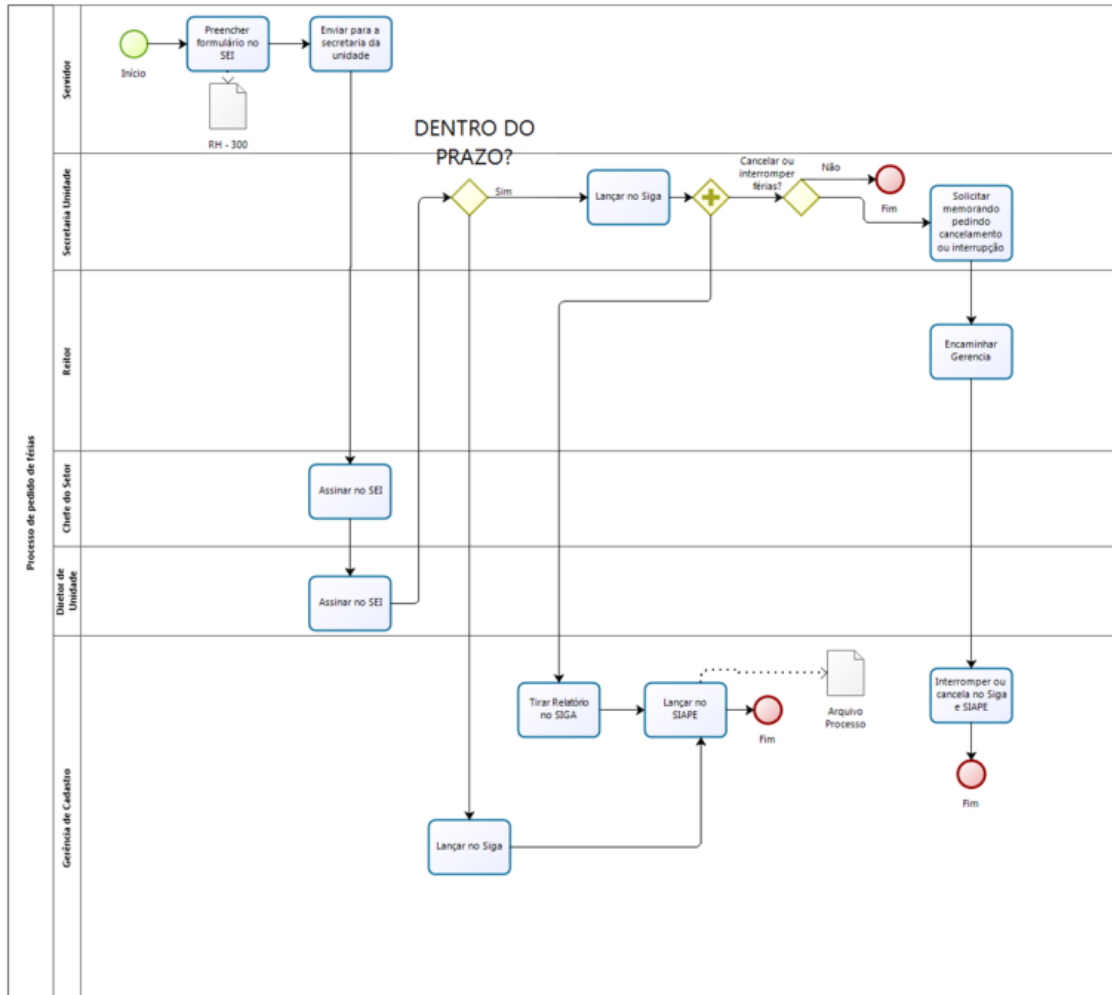 Processo de pedido de férias
Servidor
Início
Preencher
formulário no
SEI
RH - 300
Enviar para a
secretaria da
unidade
Secretaria Unidade
DENTRO DO
PRAZO?
Sim
Lançar no Siga
Cancelar ou
interromper
férias?
Não
Fim
Solicitar
memorando
pedindo
cancelamento
ou interrupção
Reitor
Encaminhar
Gerencia
Chefe do Setor
Assinar no SEI
Diretor de
Unidade
Assinar no SEI
Gerência de Cadastro
Tirar Relatório
no SIGA
Lançar no
SIAPE
Fim
Arquivo
Processo
Interromper ou
cancela no Siga
e SIAPE
Fim
Lançar no Siga